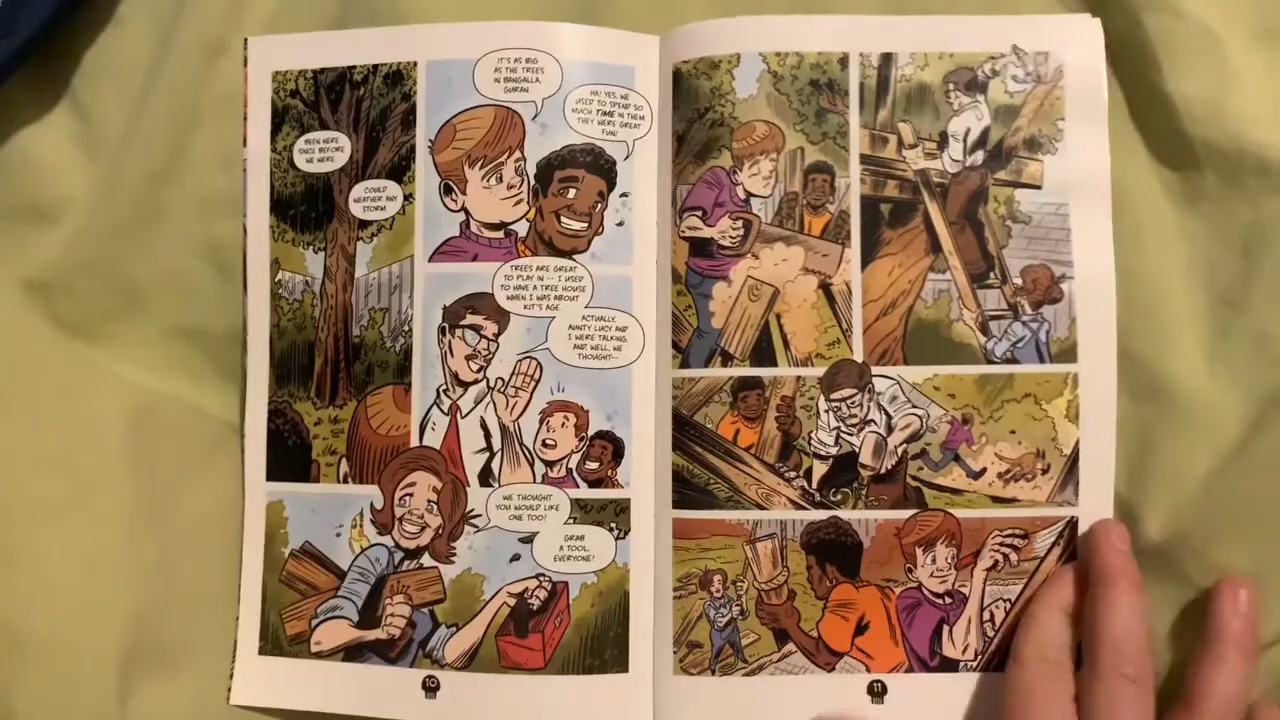 BEEN HERE
SINCE BEFORE
WE WERE.
COULD
WEATHER ANY
STORM.
IT'S AS BIG
AS THE TREES
IN BANGALLA,
GURAN.
HA! YES, WE
USED TO SPEND SO
MUCH TIME IN THEM.
THEY WERE GREAT
FUN!
TREES ARE GREAT
TO PLAY IN -- I USED
TO HAVE A TREE HOUSE
WHEN I WAS ABOUT
KIT'S AGE.
ACTUALLY,
AUNTY LUCY AND
I WERE TALKING,
AND, WELL, WE
THOUGHT--
WE THOUGHT
YOU WOULD LIKE
ONE TOO!
GRAB
A TOOL,
EVERYONE!
10
11